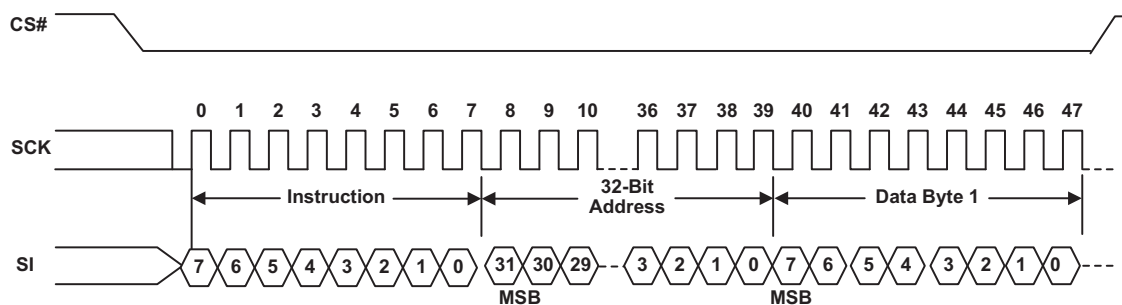 CS#
0 1 2 3 4 5 6 7 8 9 10 36 37 38 39 40 41 42 43 44 45 46 47
SCK
Instruction
32-Bit
Address
Data Byte 1
SI
7 6 5 4 3 2 1 0 31 30 29 3 2 1 0 7 6 5 4 3 2 1 0
MSB MSB